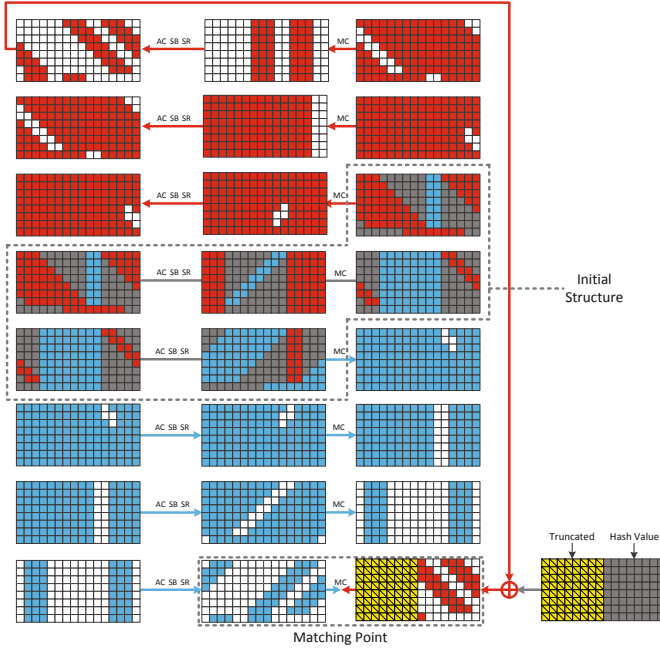 AC SB SR
MC
AC SB SR
MC
AC SB SR
MC
AC SB SR
MC
Initial
Structure
AC SB SR
MC
AC SB SR
MC
AC SB SR
MC
Truncated
Hash Value
AC SB SR
MC
Matching Point